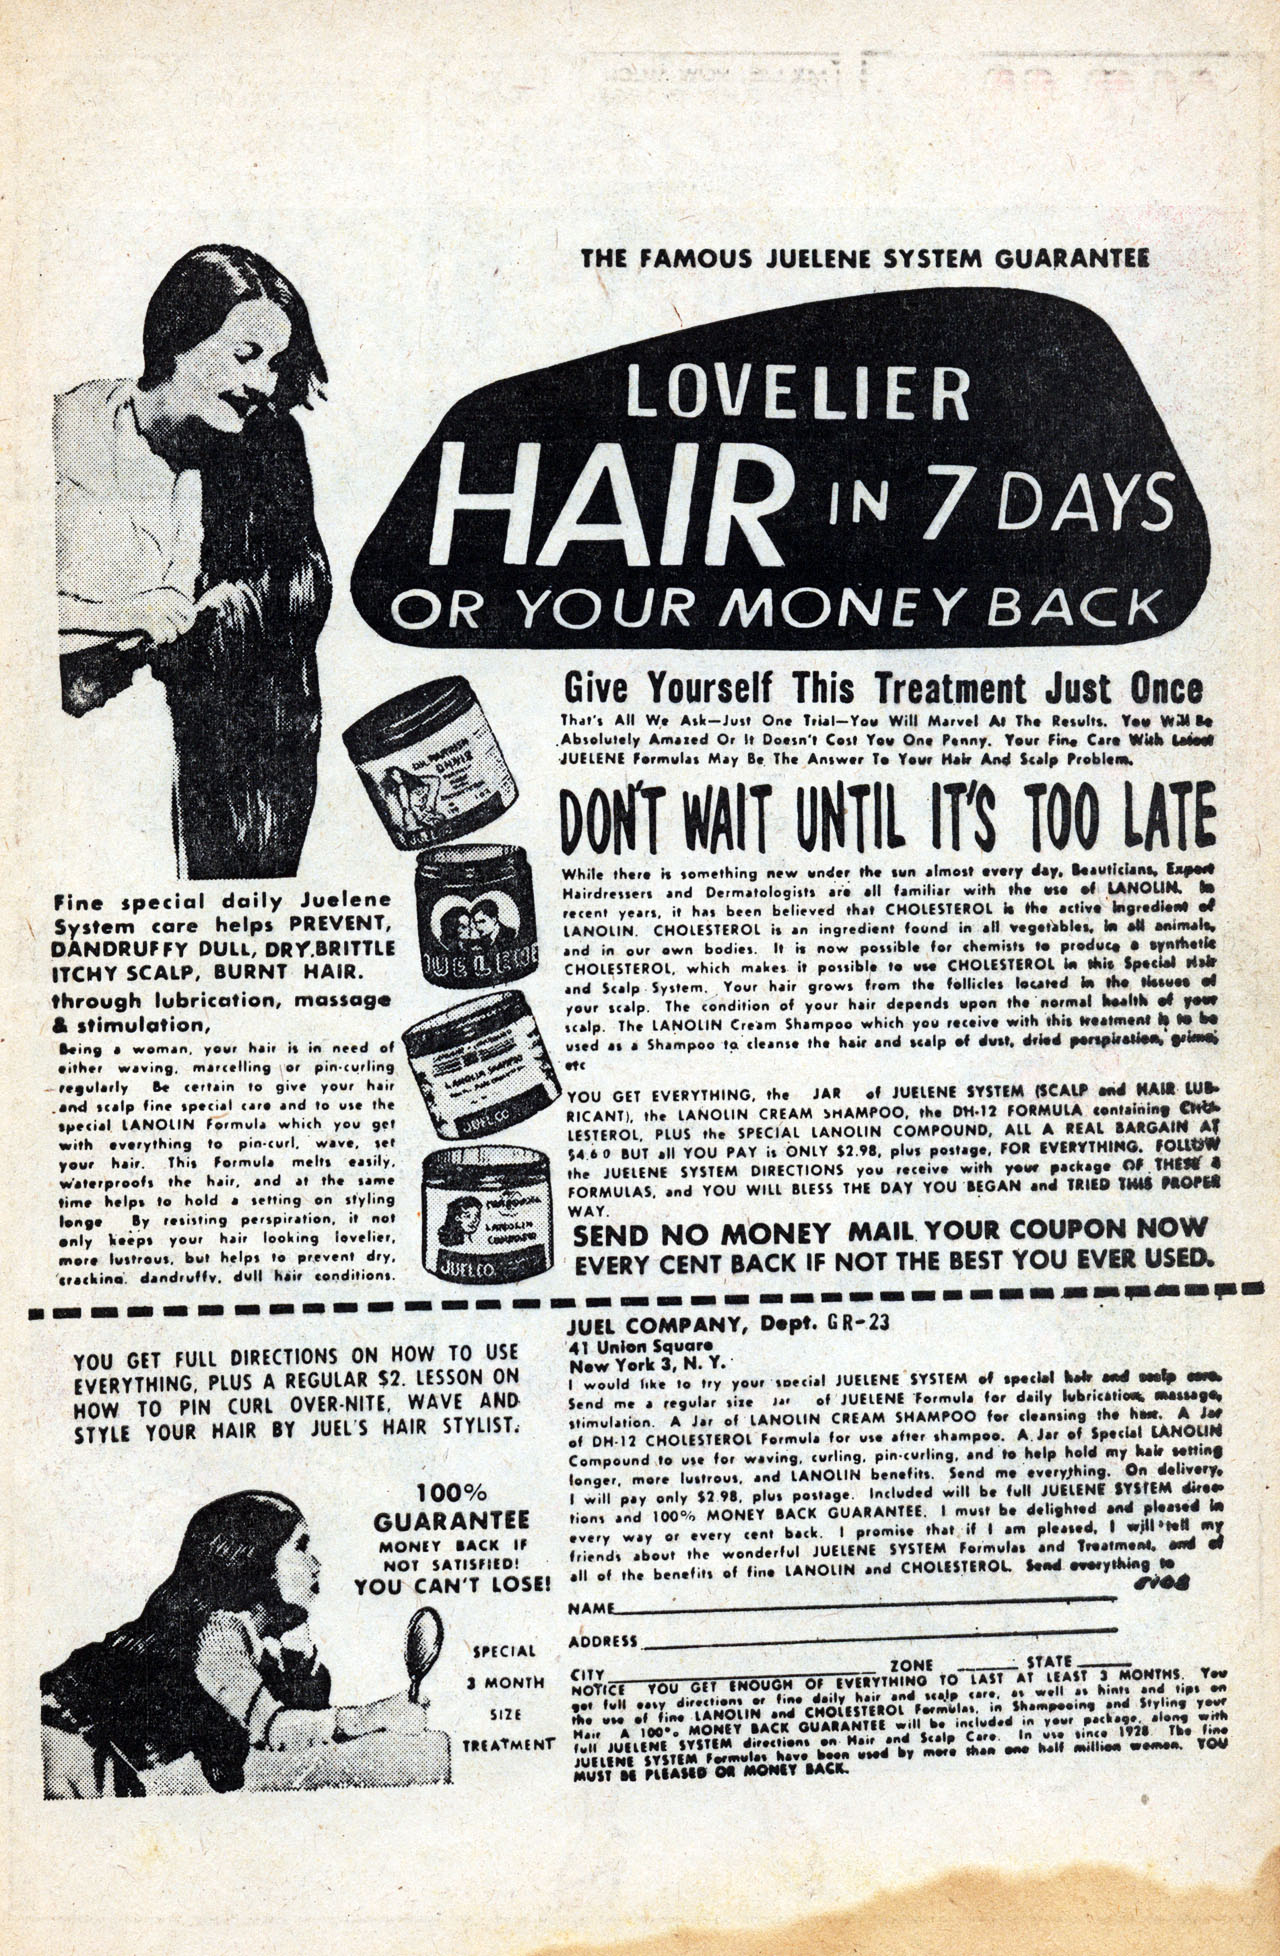 THE FAMOUS JUELENE SYSTEM GUARANTEE
LOVELIER
HAIR IN 7 DAYS
OR YOUR MONEY BACK
Give Yourself This Treatment Just Once
That's All We Ask—Just One Trial—You Will Marvel At The Results. You Will Be
Absolutely Amazed Or It Doesn't Cost You One Penny. Your Fine Care With Latest
JUELENE Formulas May Be The Answer To Your Hair And Scalp Problem.
DON'T WAIT UNTIL IT'S TOO LATE
While there is something new under the sun almost every day, Beauticians, Expert
Hairdressers and Dermatologists are all familiar with the use of LANOLIN. In
recent years, it has been believed that CHOLESTEROL is the active ingredient of
LANOLIN. CHOLESTEROL is an ingredient found in all vegetables, in all animals,
and in our own bodies. It is now possible for chemists to produce a synthetic
CHOLESTEROL, which makes it possible to use CHOLESTEROL in this Special Hair
and Scalp System. Your hair grows from the follicles located in the tissues of
your scalp. The condition of your hair depends upon the normal health of your
scalp. The LANOLIN Cream Shampoo which you receive with this treatment is to be
used as a Shampoo to cleanse the hair and scalp of dust, dried perspiration, grime,
etc
YOU GET EVERYTHING, the JAR of JUELENE SYSTEM (SCALP and HAIR LUB-
RICANT), the LANOLIN CREAM SHAMPOO, the DH-12 FORMULA containing CHO-
LESTEROL, PLUS the SPECIAL LANOLIN COMPOUND, ALL A REAL BARGAIN AT
$4.60 BUT all YOU PAY is ONLY $2.98, plus postage, FOR EVERYTHING. FOLLOW
the JUELENE SYSTEM DIRECTIONS you receive with your package OF THESE 4
FORMULAS, and YOU WILL BLESS THE DAY YOU BEGAN and TRIED THIS PROPER
WAY.
SEND NO MONEY MAIL YOUR COUPON NOW
EVERY CENT BACK IF NOT THE BEST YOU EVER USED.
JUELCO
JUELENE
LANOLIN SHAMPOO
JUELCO
LANOLIN
COMPOUND
JUELCO
Fine special daily Juelene
System care helps PREVENT,
DANDRUFFY DULL, DRY, BRITTLE
ITCHY SCALP, BURNT HAIR.
through lubrication, massage
& stimulation,
Being a woman, your hair is in need of
either waving, marcelling or pin-curling
regularly Be certain to give your hair
and scalp fine special care and to use the
special LANOLIN Formula which you get
with everything to pin-curl, wave, set
your hair. This Formula melts easily,
waterproofs the hair, and at the same
time helps to hold a setting on styling
longe By resisting perspiration, it not
only keeps your hair looking lovelier,
more lustrous, but helps to prevent dry,
cracking, dandruffy, dull hair conditions.
YOU GET FULL DIRECTIONS ON HOW TO USE
EVERYTHING, PLUS A REGULAR $2. LESSON ON
HOW TO PIN CURL OVER-NITE, WAVE AND
STYLE YOUR HAIR BY JUEL'S HAIR STYLIST.
100%
GUARANTEE
MONEY BACK IF
NOT SATISFIED!
YOU CAN'T LOSE!
SPECIAL
3 MONTH
SIZE
TREATMENT
JUEL COMPANY, Dept. GR-23
41 Union Square
New York 3, N. Y.
I would like to try your special JUELENE SYSTEM of special hair and scalp care.
Send me a regular size Jar of JUELENE Formula for daily lubrication, massage,
stimulation. A Jar of LANOLIN CREAM SHAMPOO for cleansing the hair. A Jar
of DH-12 CHOLESTEROL Formula for use after shampoo. A Jar of Special LANOLIN
Compound to use for waving, curling, pin-curling, and to help hold my hair setting
longer, more lustrous, and LANOLIN benefits. Send me everything. On delivery,
I will pay only $2.98, plus postage. Included will be full JUELENE SYSTEM direc-
tions and 100% MONEY BACK GUARANTEE. I must be delighted and pleased in
every way or every cent back. I promise that if I am pleased, I will tell my
friends about the wonderful JUELENE SYSTEM Formulas and Treatment, and of
all of the benefits of fine LANOLIN and CHOLESTEROL. Send everything to
NAME
ADDRESS
CITY ZONE STATE
NOTICE YOU GET ENOUGH OF EVERYTHING TO LAST AT LEAST 3 MONTHS. You
get full easy directions or fine daily hair and scalp care, as well as hints and tips on
the use of fine LANOLIN and CHOLESTEROL Formulas, in Shampooing and Styling your
Hair. A 100% MONEY BACK GUARANTEE will be included in your package, along with
full JUELENE SYSTEM directions on Hair and Scalp Care. In use since 1928. The fine
JUELENE SYSTEM Formulas have been used by more than one half million women. YOU
MUST BE PLEASED OR MONEY BACK.